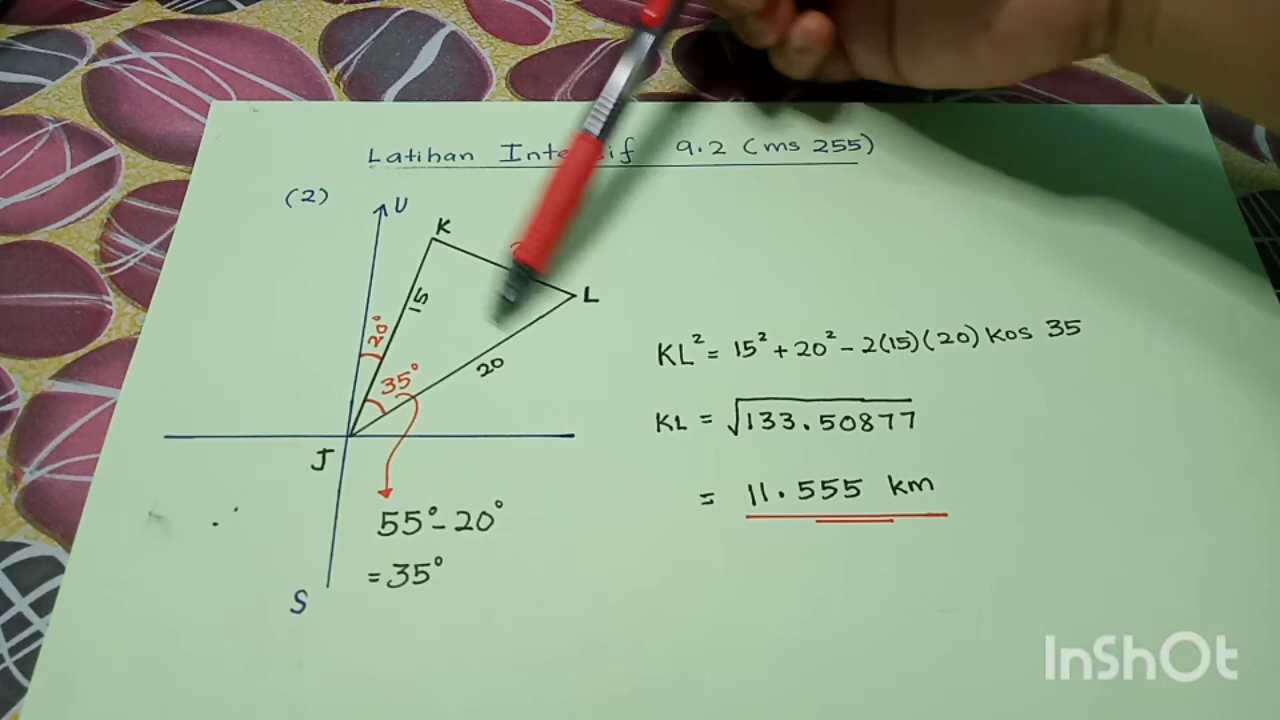 Latihan Intensif 9.2 (ms 255)
(2)
U
K
15
20°
L
35°
20
J
55° - 20°
= 35°
S
KL² = 15² + 20² - 2(15)(20) Kos 35
KL = √133.50877
= 11.555 km
InShOt